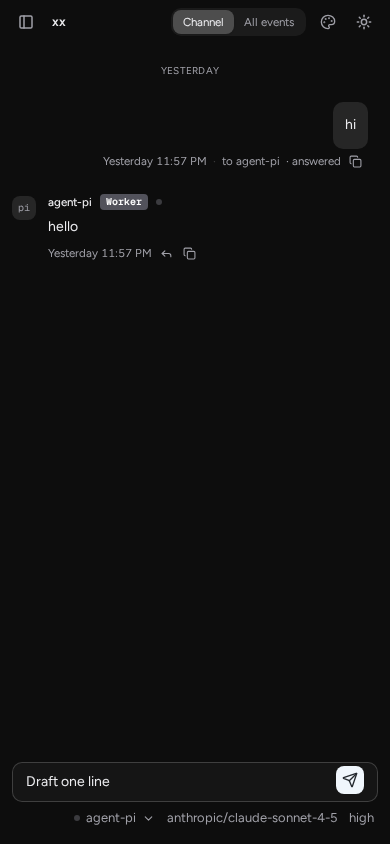 xx
Channel
All events
YESTERDAY
hi
Yesterday 11:57 PM · to agent-pi · answered
pi
agent-pi Worker
hello
Yesterday 11:57 PM
Draft one line
agent-pi anthropic/claude-sonnet-4-5 high